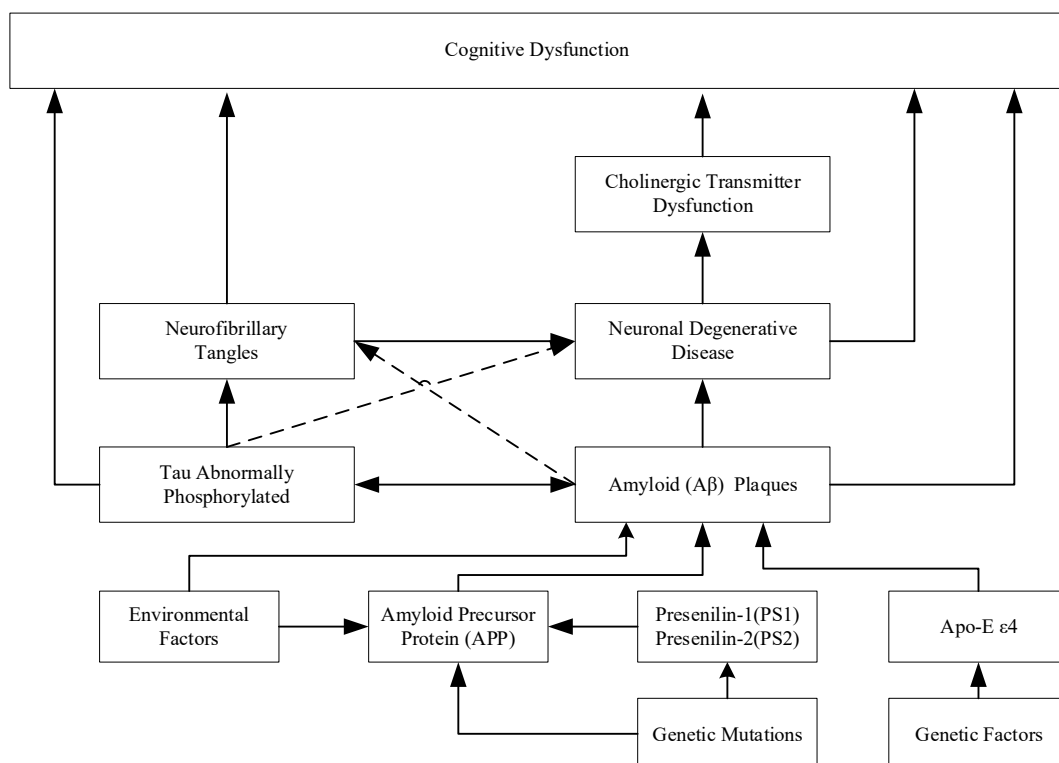 Cognitive Dysfunction
Cholinergic Transmitter
Dysfunction
Neurofibrillary
Tangles
Neuronal Degenerative
Disease
Tau Abnormally
Phosphorylated
Amyloid (Aβ) Plaques
Environmental
Factors
Amyloid Precursor
Protein (APP)
Presenilin-1(PS1)
Presenilin-2(PS2)
Apo-E ε4
Genetic Mutations
Genetic Factors